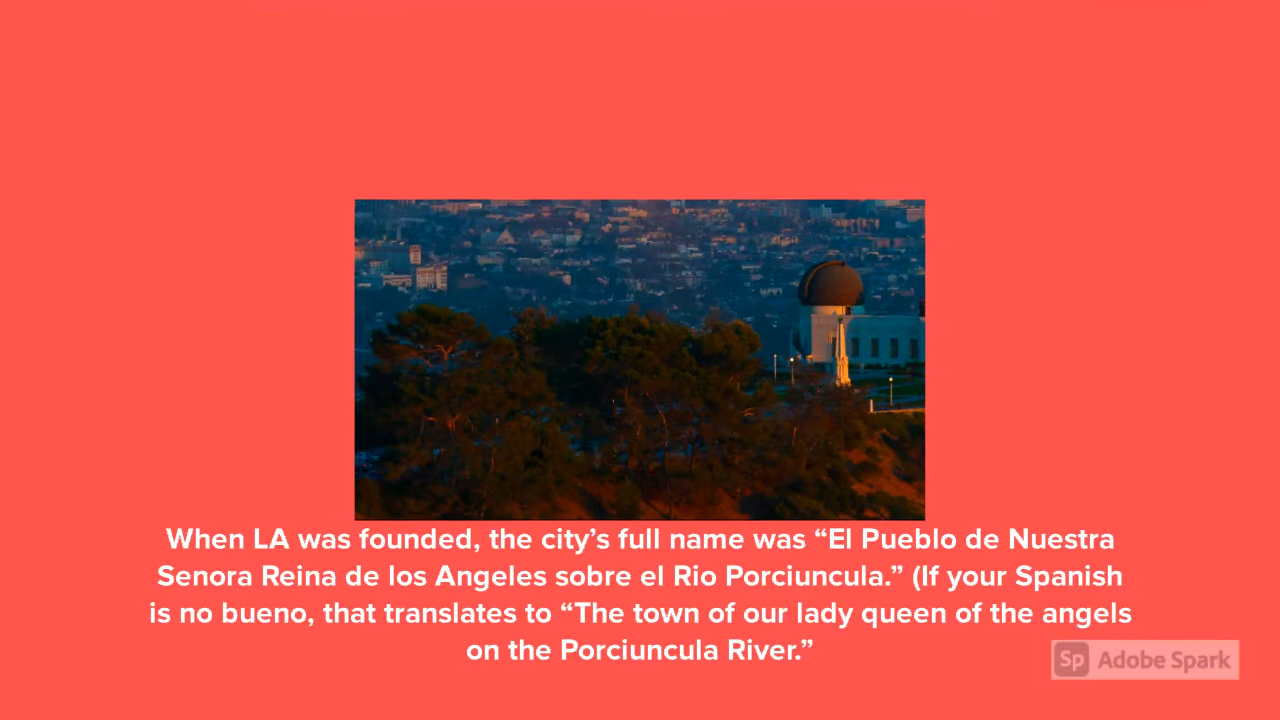 When LA was founded, the city’s full name was “El Pueblo de Nuestra
Senora Reina de los Angeles sobre el Rio Porciuncula.” (If your Spanish
is no bueno, that translates to “The town of our lady queen of the angels
on the Porciuncula River.”
Sp Adobe Spark